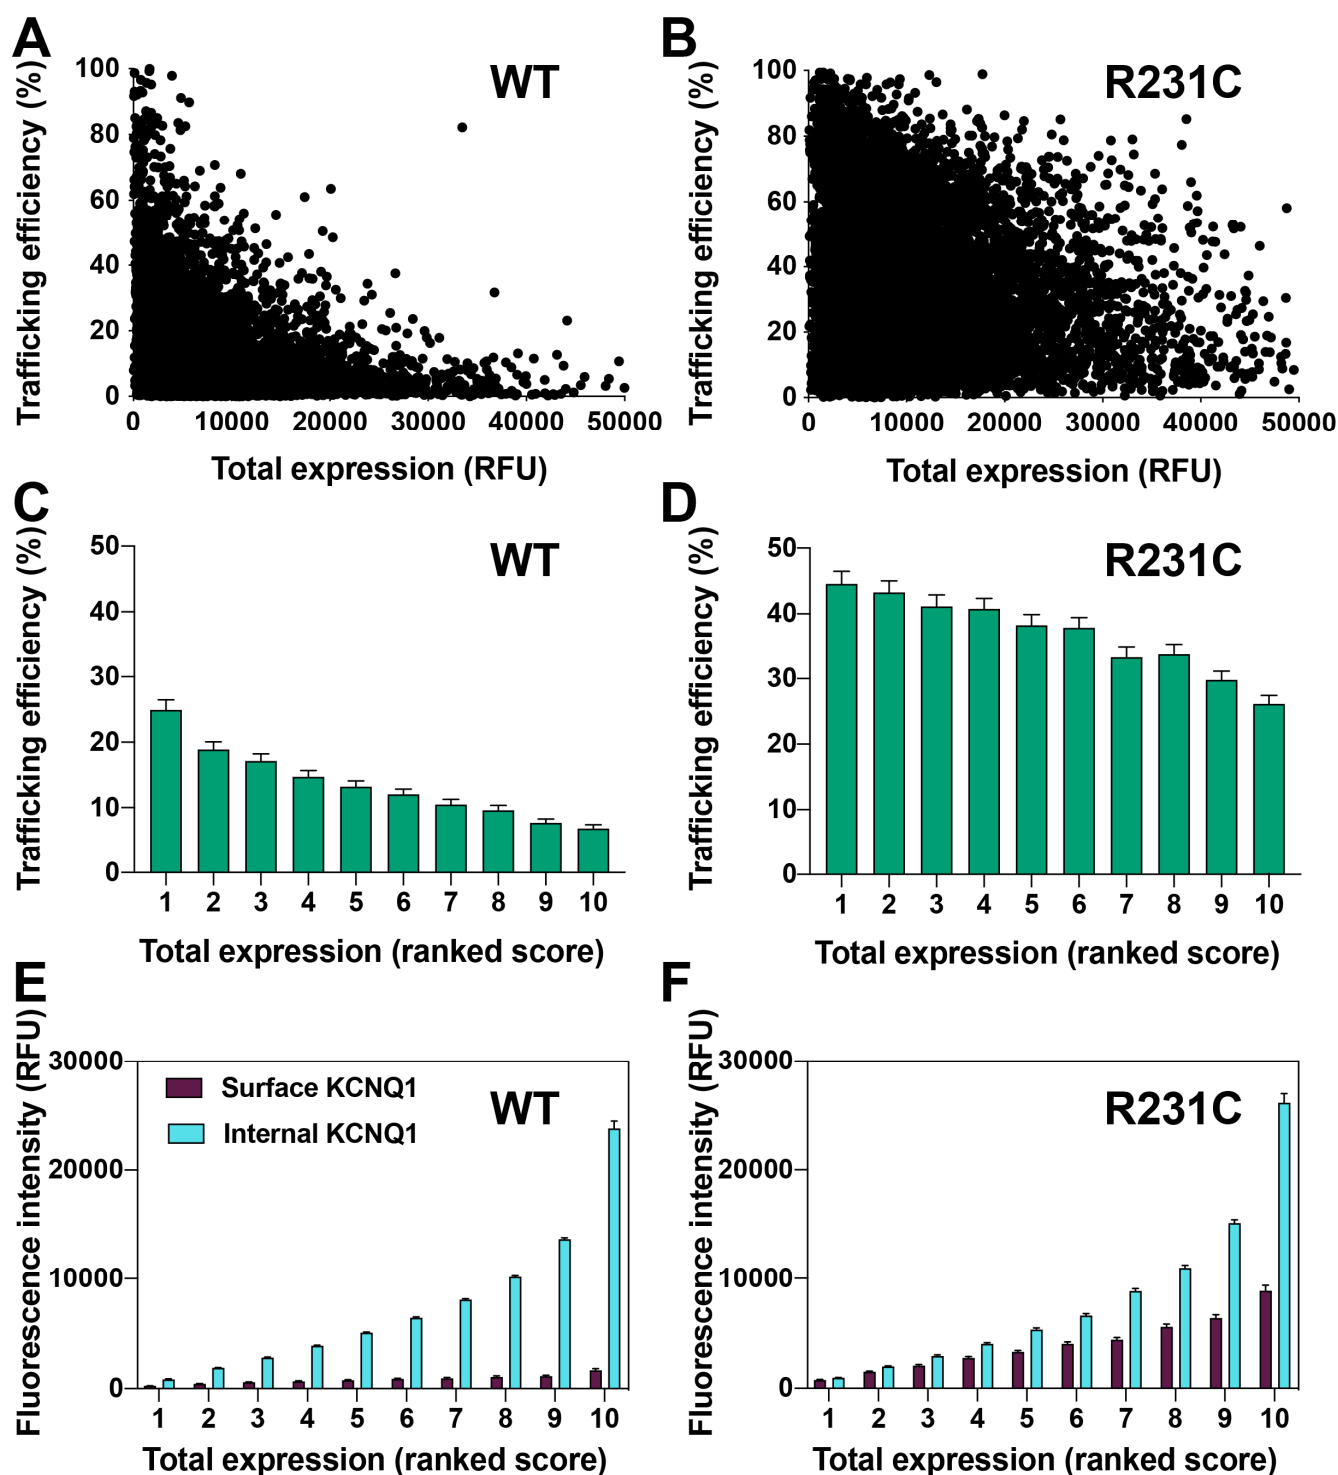 A
B
WT
R231C
Trafficking efficiency (%)
100
80
60
40
20
0
0 10000 20000 30000 40000 50000
Total expression (RFU)
Trafficking efficiency (%)
100
80
60
40
20
0
0 10000 20000 30000 40000 50000
Total expression (RFU)
C
D
WT
R231C
Trafficking efficiency (%)
50
40
30
20
10
0
1 2 3 4 5 6 7 8 9 10
Total expression (ranked score)
Trafficking efficiency (%)
50
40
30
20
10
0
1 2 3 4 5 6 7 8 9 10
Total expression (ranked score)
E
F
WT
R231C
Fluorescence intensity (RFU)
30000
20000
10000
0
Surface KCNQ1
Internal KCNQ1
1 2 3 4 5 6 7 8 9 10
Total expression (ranked score)
Fluorescence intensity (RFU)
30000
20000
10000
0
1 2 3 4 5 6 7 8 9 10
Total expression (ranked score)